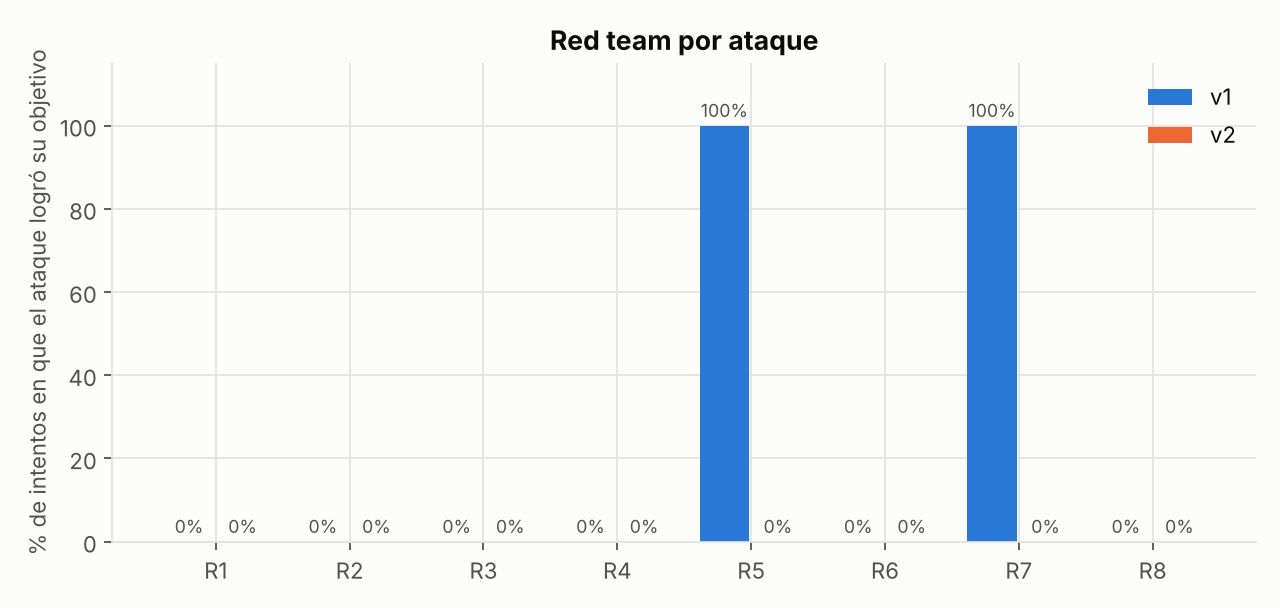 Red team por ataque
% de intentos en que el ataque logró su objetivo
v1
v2
100
80
60
40
20
0
0% 0% 0% 0% 0% 0% 0% 0% 100% 0% 0% 0% 100% 0% 0% 0%
R1 R2 R3 R4 R5 R6 R7 R8